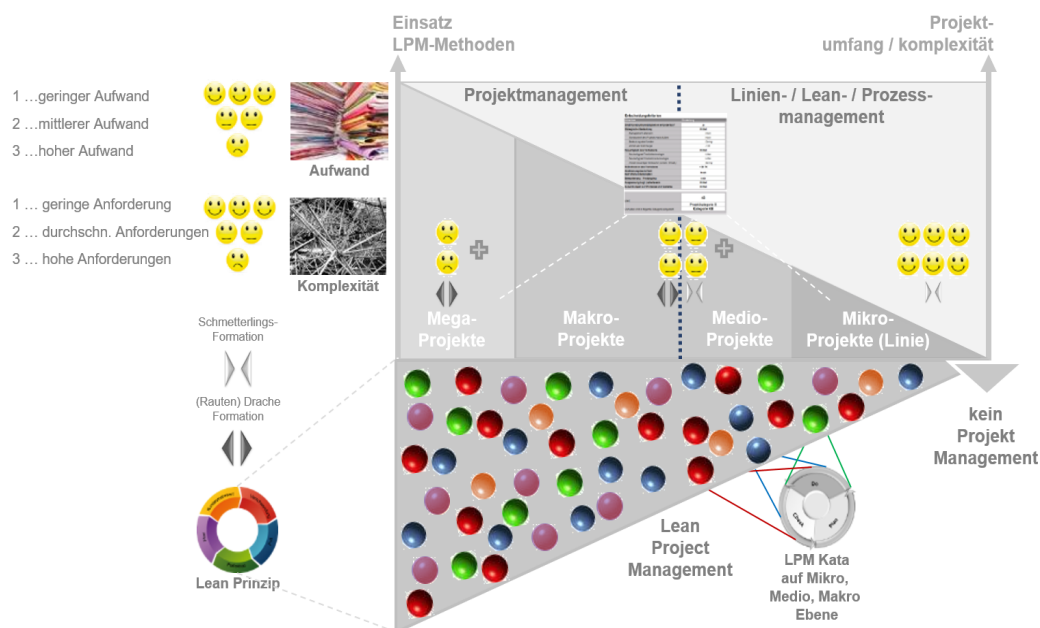 Einsatz
LPM-Methoden
Projekt-
umfang / komplexität
Projektmanagement
Linien- / Lean- / Prozess-
management
1 …geringer Aufwand
2 …mittlerer Aufwand
3 …hoher Aufwand
Aufwand
1 … geringe Anforderung
2 … durchschn. Anforderungen
3 … hohe Anforderungen
Komplexität
Mega-
Projekte
Makro-
Projekte
Medio-
Projekte
Mikro-
Projekte (Linie)
Schmetterlings-
Formation
(Rauten) Drache
Formation
Lean Prinzip
kein
Projekt
Management
Lean
Project
Management
Do
Check
Plan
LPM Kata
auf Mikro,
Medio, Makro
Ebene